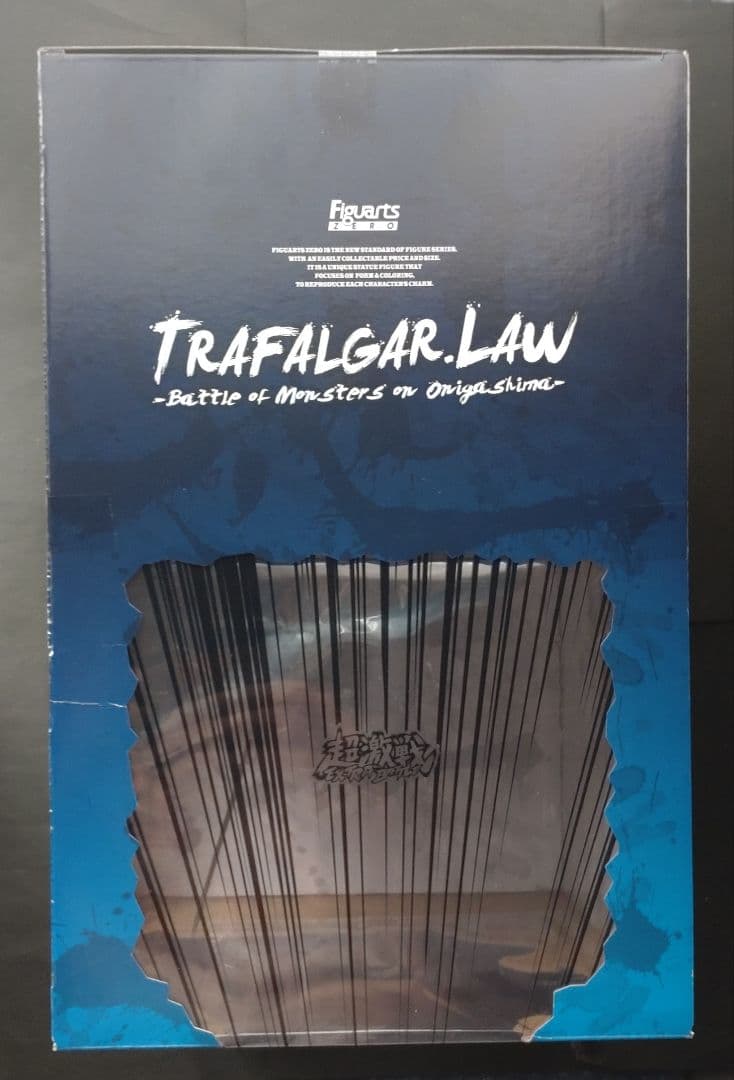 Figuarts
ZERO
FIGUARTS ZERO IS THE NEW STANDARD OF FIGURE SERIES.
WITH AN EASILY COLLECTABLE PRICE AND SIZE.
IT IS A UNIQUE STATUE FIGURE THAT
FOCUSES ON FORM & COLORING,
TO REPRODUCE EACH CHARACTER'S CHARM.
TRAFALGAR.LAW
-Battle of Monsters on Onigashima-
超激戦
EXTRA BATTLE